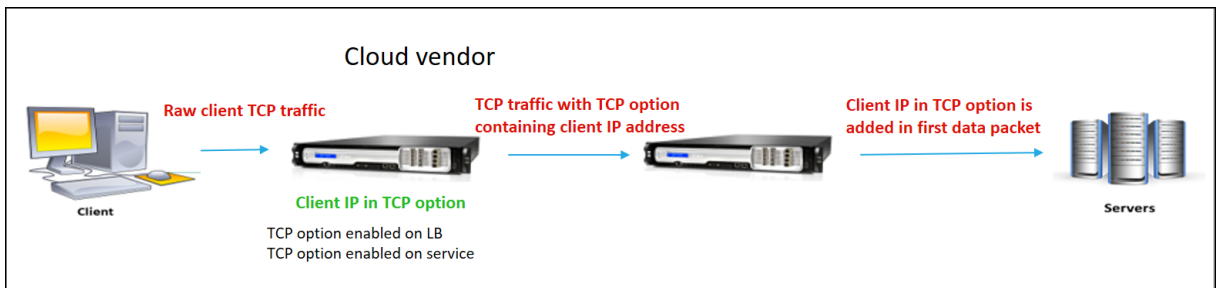 Cloud vendor
Raw client TCP traffic
TCP traffic with TCP option
containing client IP address
Client IP in TCP option is
added in first data packet
Client
Client IP in TCP option
TCP option enabled on LB
TCP option enabled on service
Servers